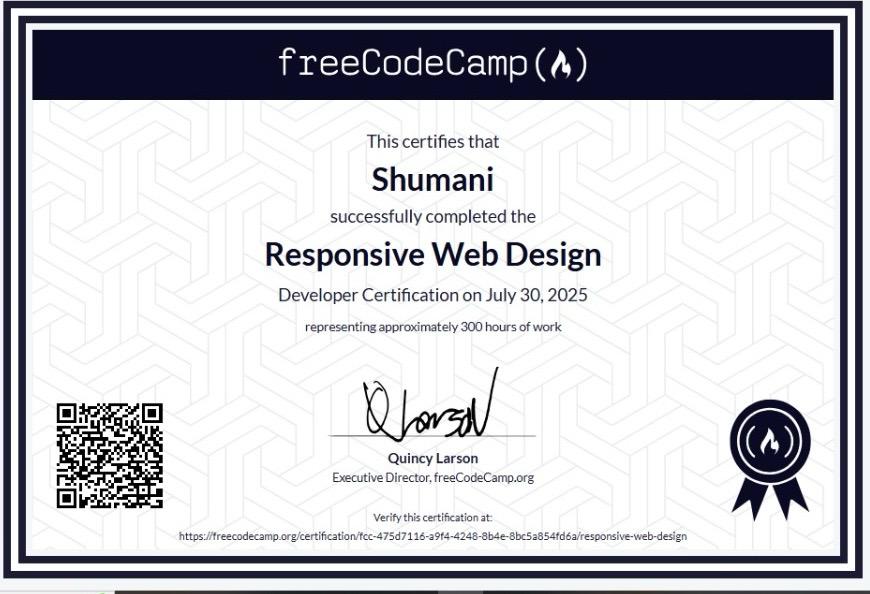 freeCodeCamp
This certifies that
Shumani
successfully completed the
Responsive Web Design
Developer Certification on July 30, 2025
representing approximately 300 hours of work
Quincy Larson
Executive Director, freeCodeCamp.org
Verify this certification at:
https://freecodecamp.org/certification/fcc-475d7116-a9f4-4248-8b4e-8bc5a854fd6a/responsive-web-design